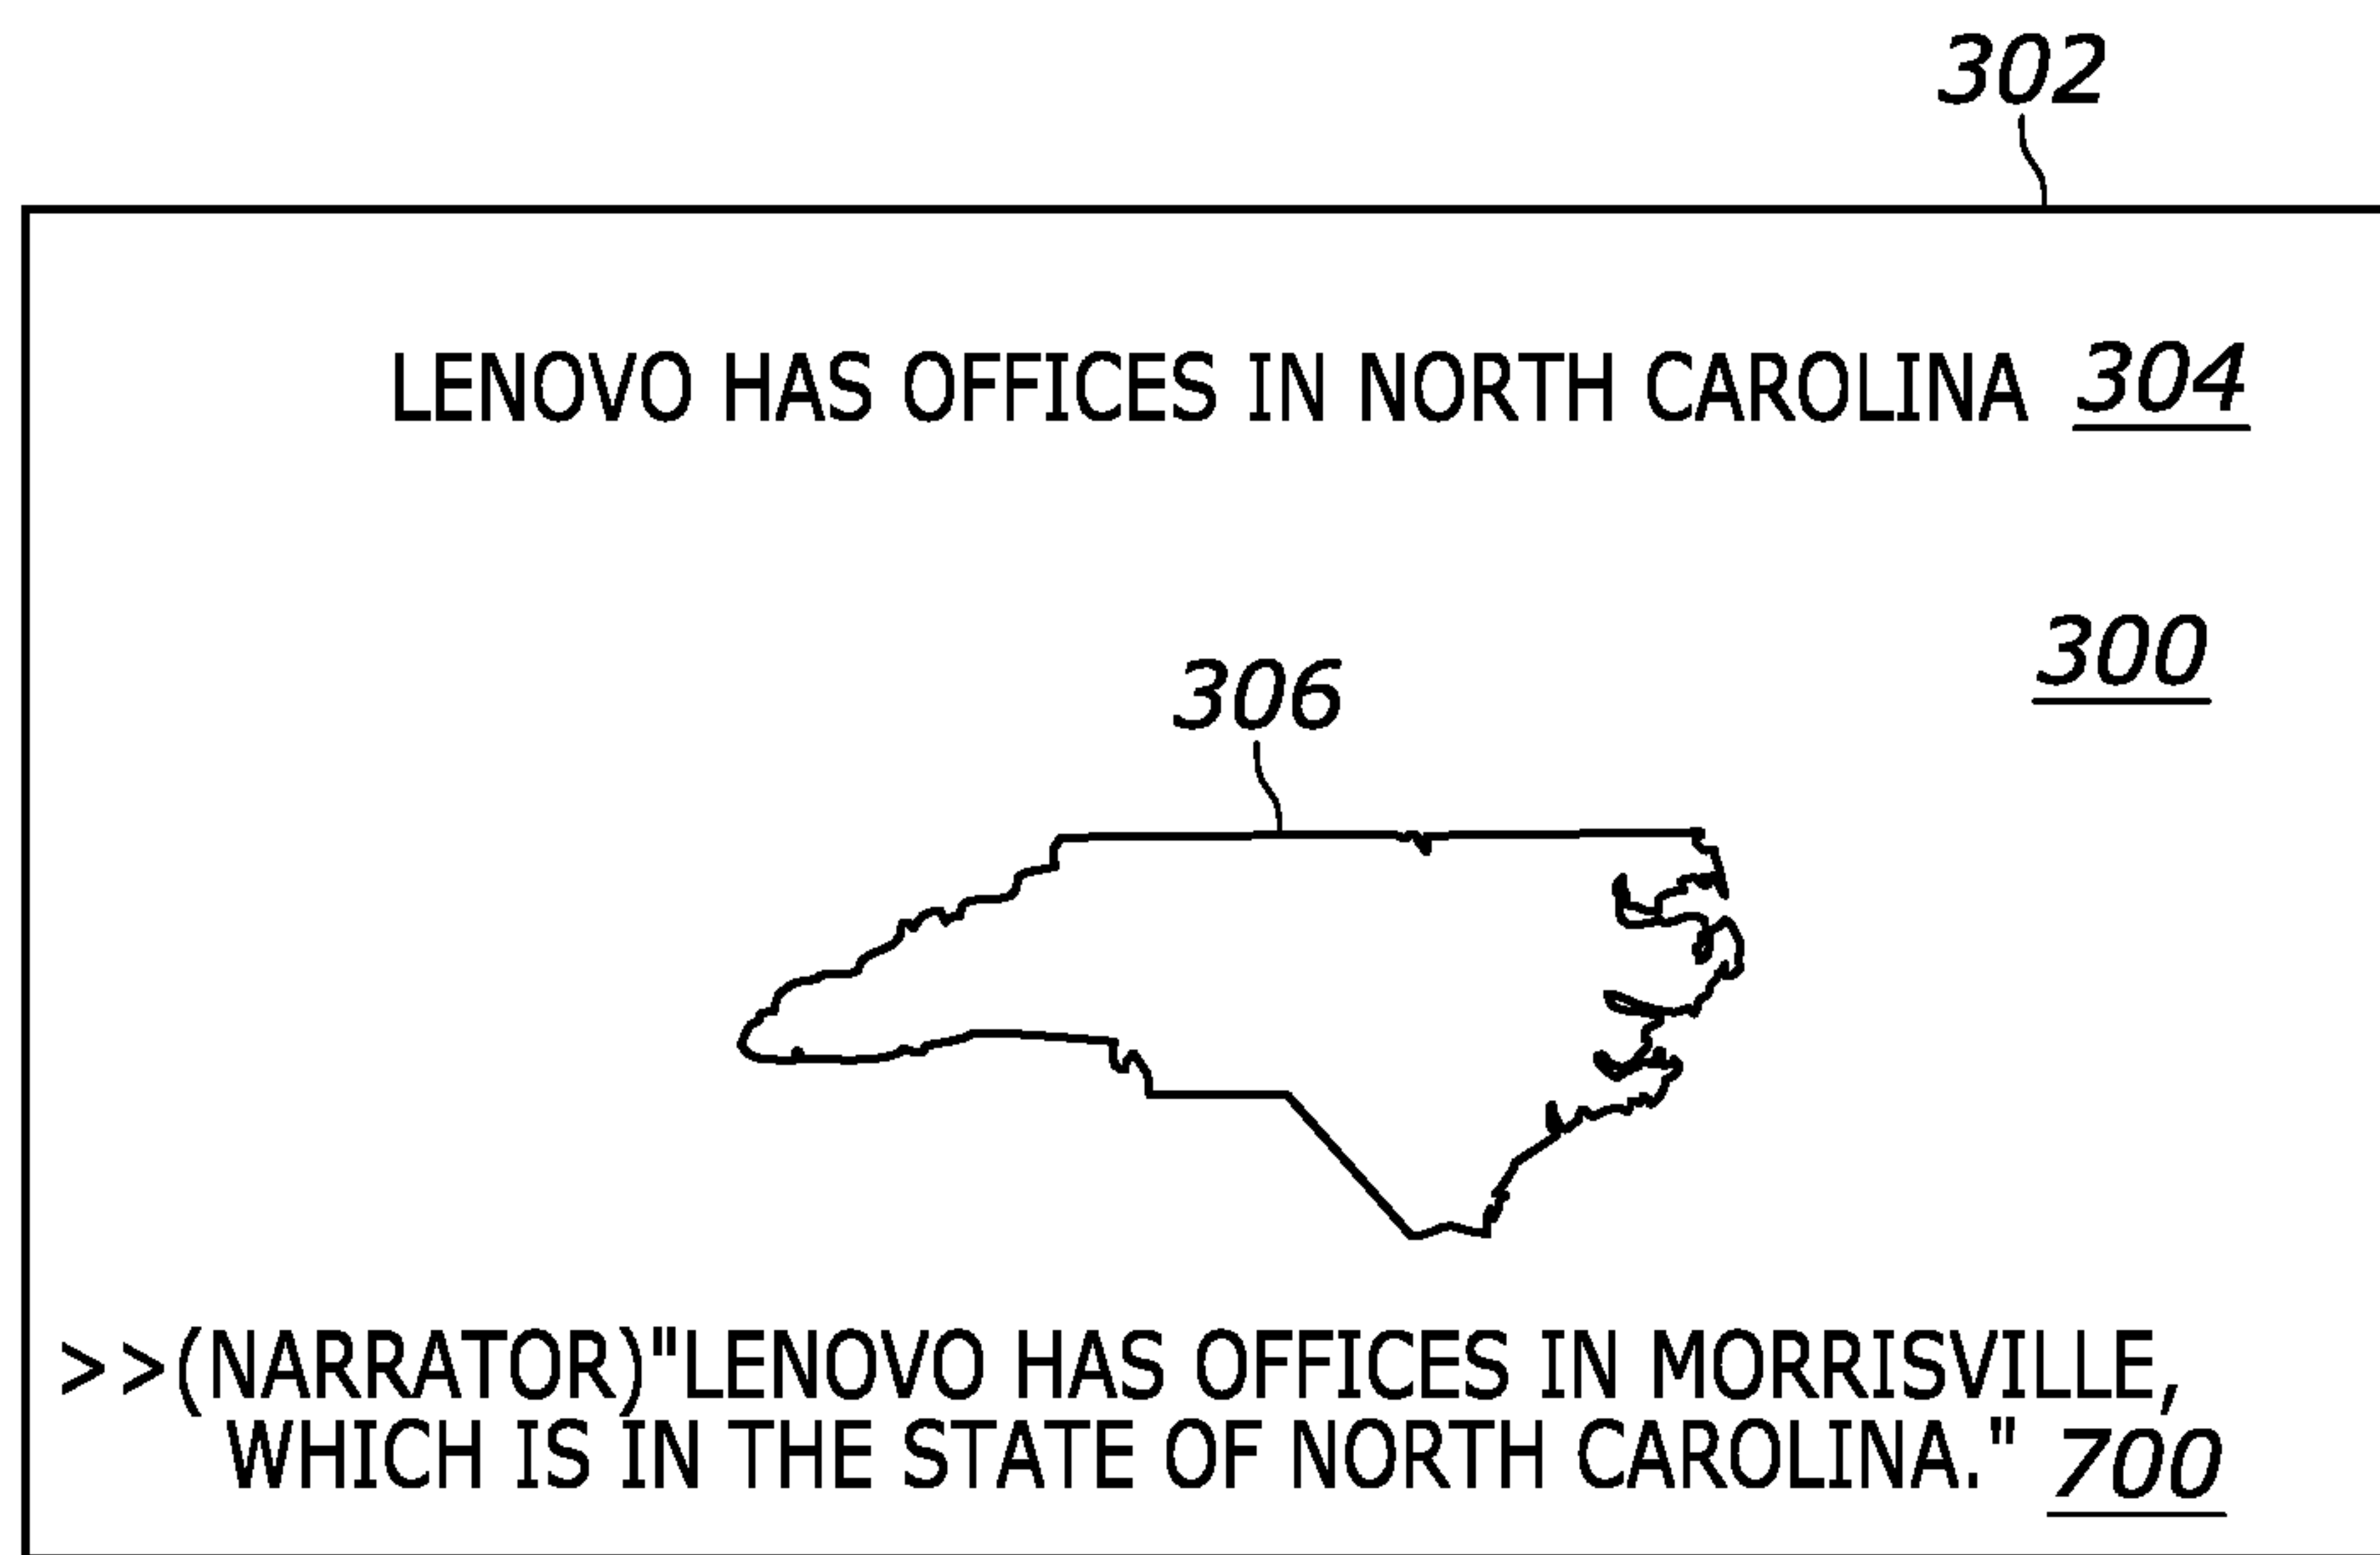 302
LENOVO HAS OFFICES IN NORTH CAROLINA 304
300
306
>>(NARRATOR)"LENOVO HAS OFFICES IN MORRISVILLE,
WHICH IS IN THE STATE OF NORTH CAROLINA." 700